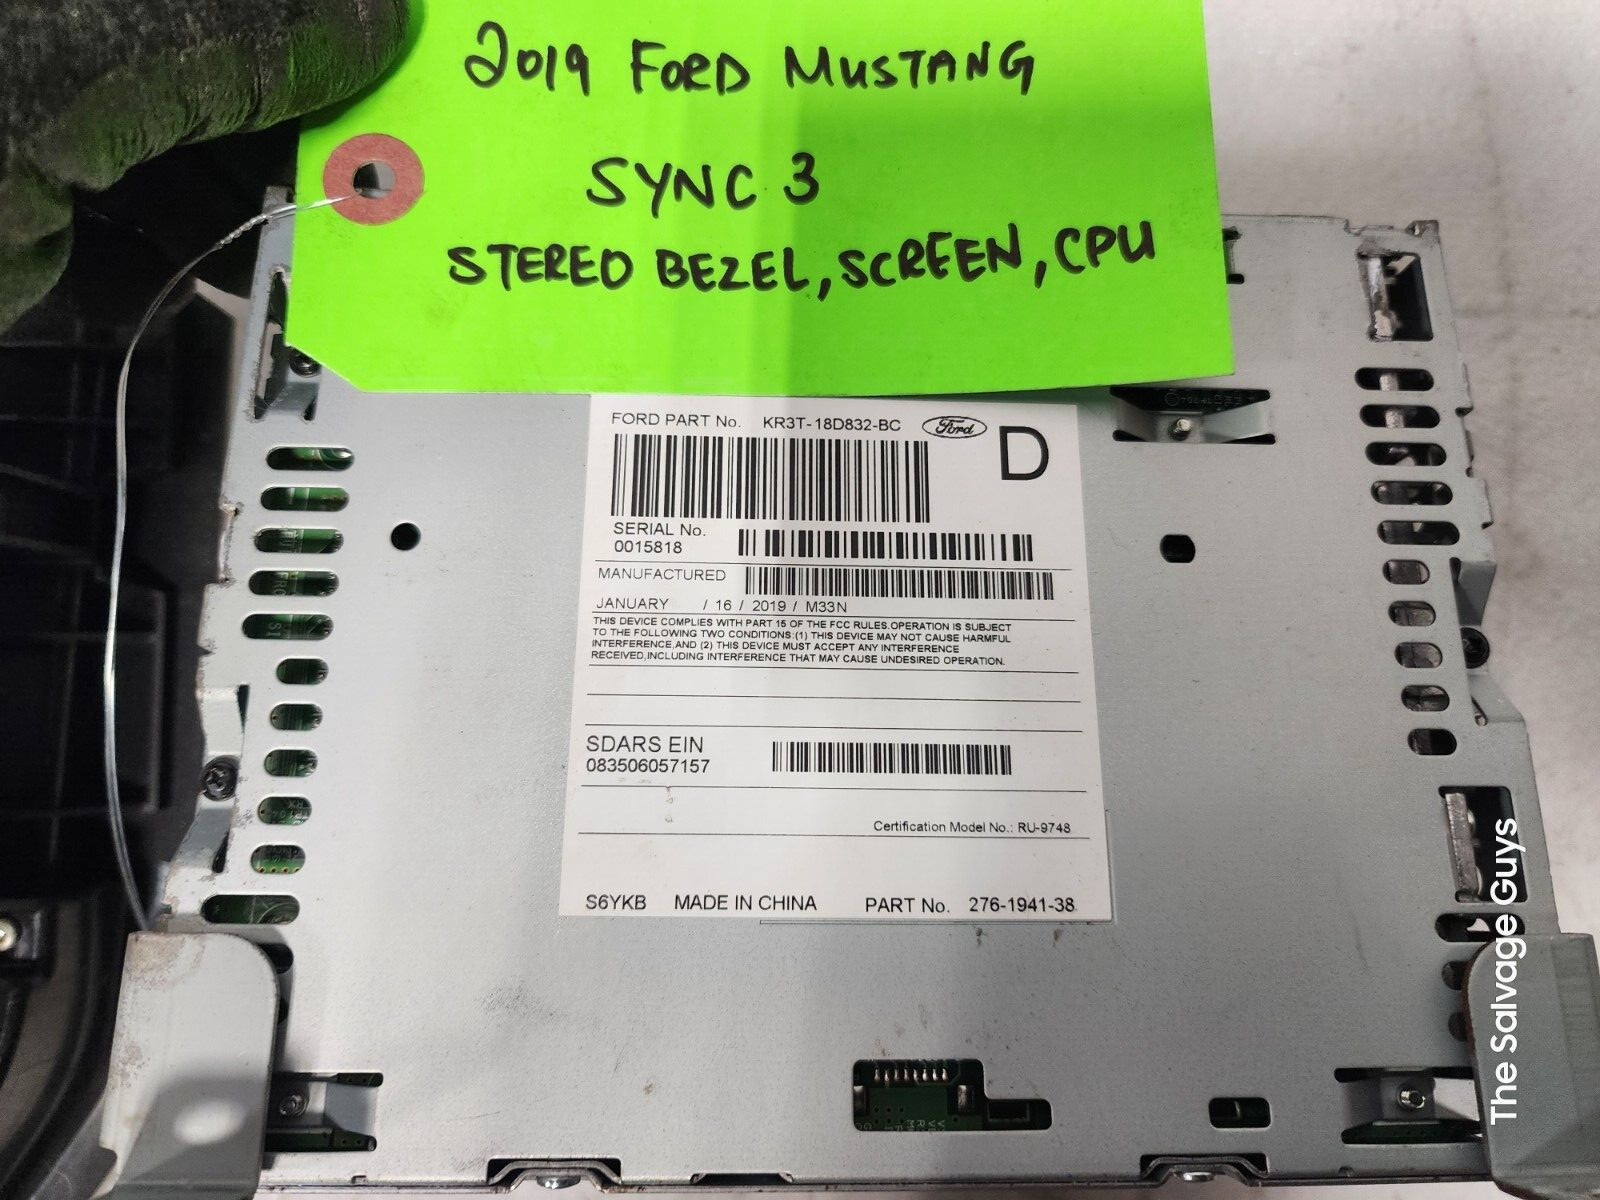 2019 FORD MUSTANG
SYNC 3
STEREO BEZEL, SCREEN, CPU
FORD PART No. KR3T-18D832-BC Ford D
SERIAL No.
0015818
MANUFACTURED
JANUARY / 16 / 2019 / M33N
THIS DEVICE COMPLIES WITH PART 15 OF THE FCC RULES.OPERATION IS SUBJECT
TO THE FOLLOWING TWO CONDITIONS:(1) THIS DEVICE MAY NOT CAUSE HARMFUL
INTERFERENCE,AND (2) THIS DEVICE MUST ACCEPT ANY INTERFERENCE
RECEIVED,INCLUDING INTERFERENCE THAT MAY CAUSE UNDESIRED OPERATION.
SDARS EIN
083506057157
Certification Model No.: RU-9748
S6YKB MADE IN CHINA PART No. 276-1941-38
The Salvage Guys